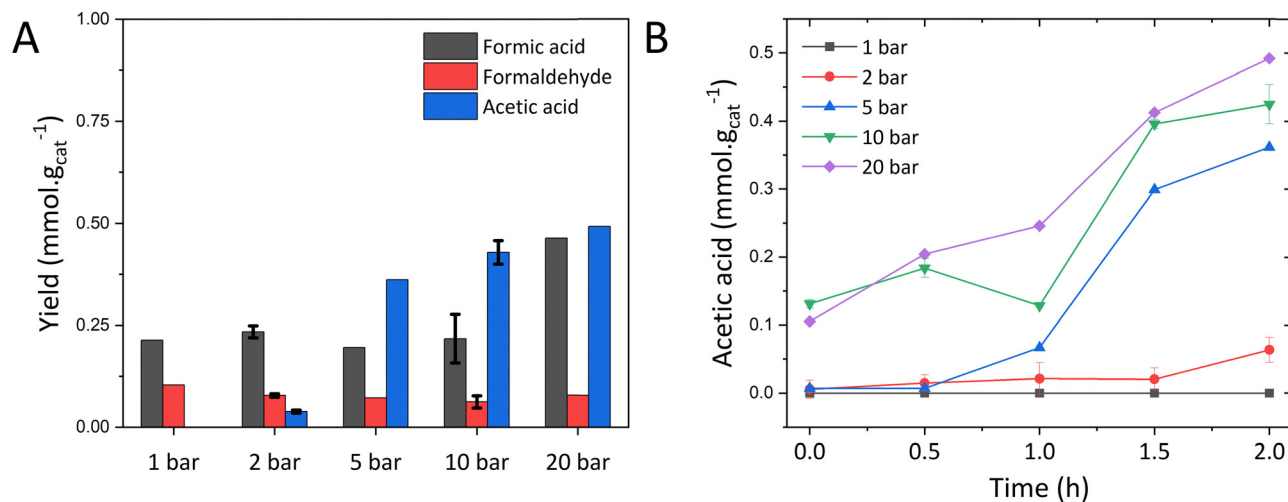 A
Yield (mmol.g_cat^-1)
1.00
0.75
0.50
0.25
0.00
Formic acid
Formaldehyde
Acetic acid
1 bar 2 bar 5 bar 10 bar 20 bar
B
Acetic acid (mmol.g_cat^-1)
0.5
0.4
0.3
0.2
0.1
0.0
1 bar
2 bar
5 bar
10 bar
20 bar
0.0 0.5 1.0 1.5 2.0
Time (h)